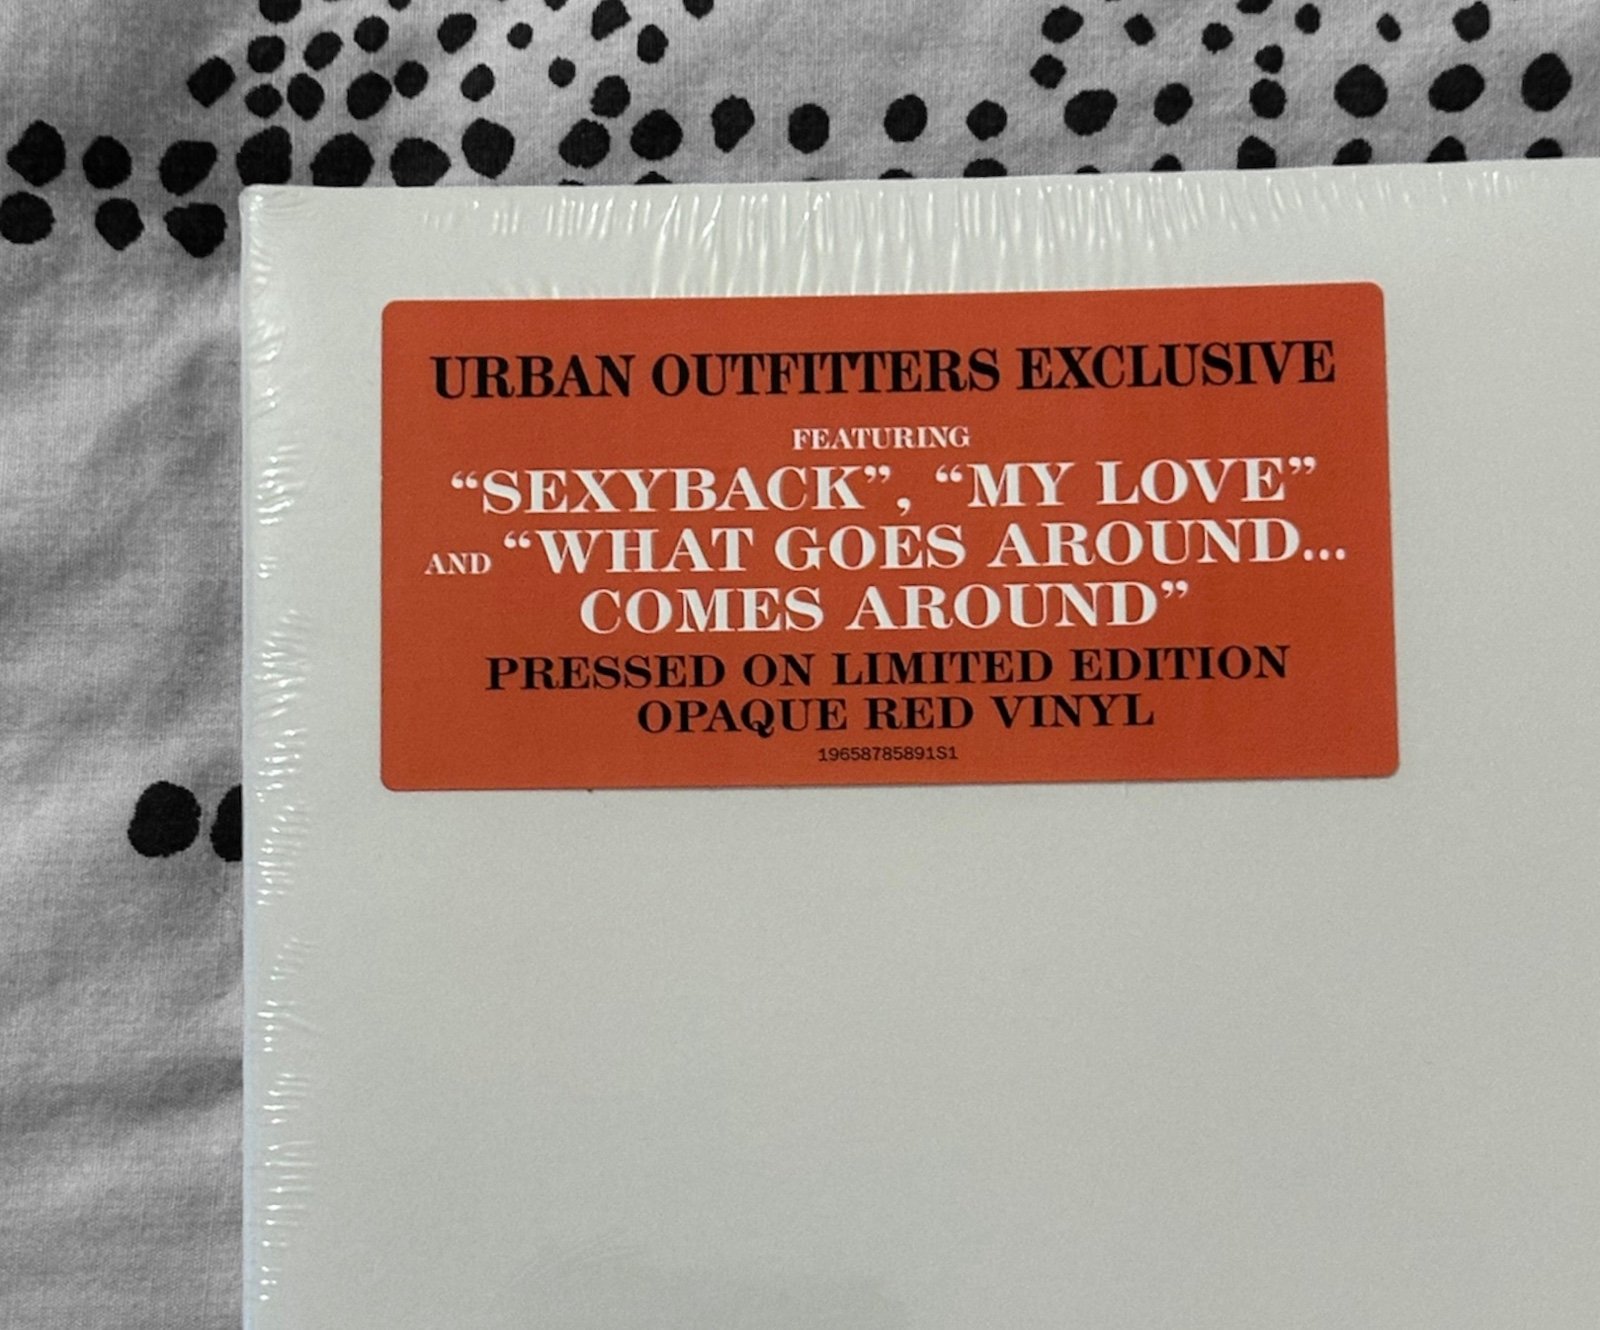 URBAN OUTFITTERS EXCLUSIVE
FEATURING
“SEXYBACK”, “MY LOVE”
AND “WHAT GOES AROUND...
COMES AROUND”
PRESSED ON LIMITED EDITION
OPAQUE RED VINYL
19658785891S1